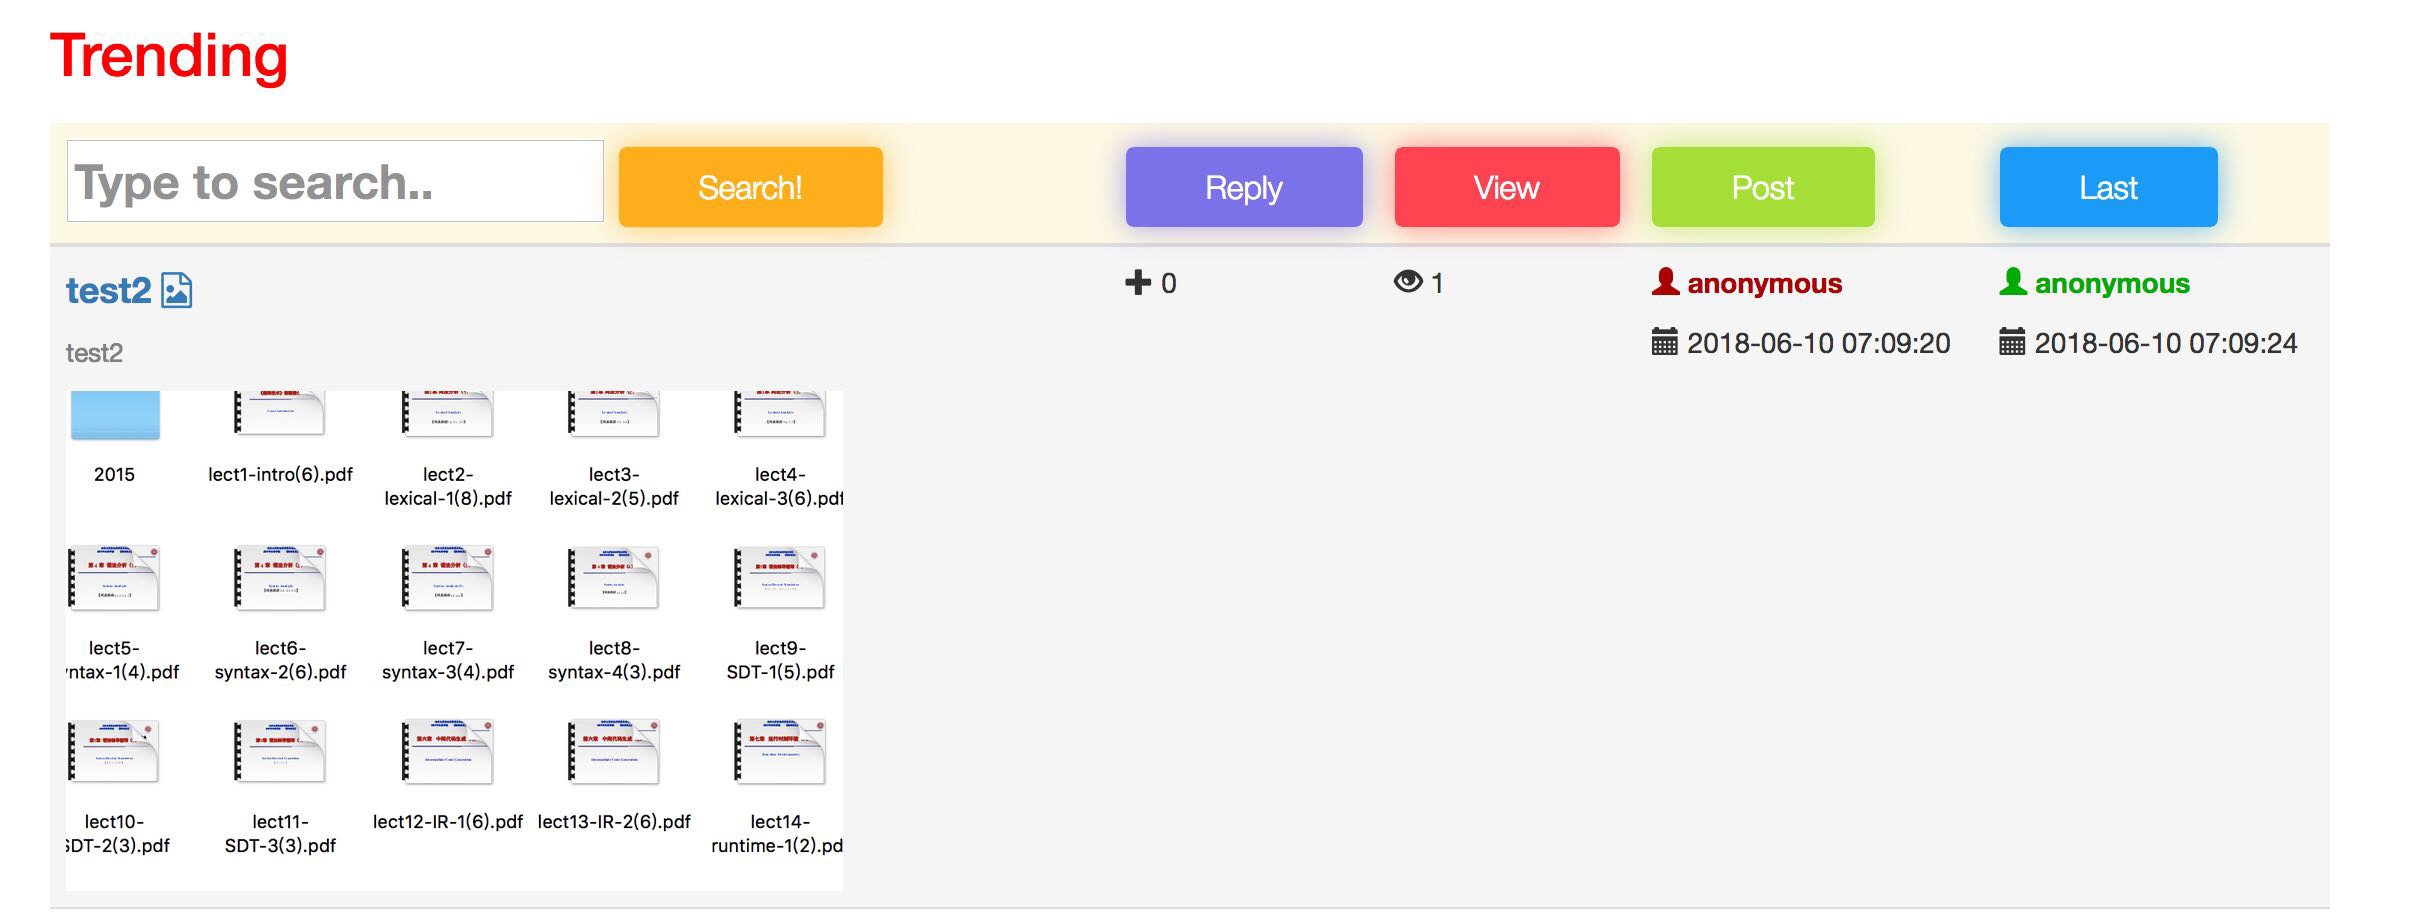 Trending
Type to search..
Search!
Reply
View
Post
Last
test2
0
1
anonymous
anonymous
2018-06-10 07:09:20
2018-06-10 07:09:24
test2
2015
lect1-intro(6).pdf
lect2-
lexical-1(8).pdf
lect3-
lexical-2(5).pdf
lect4-
lexical-3(6).pdf
lect5-
ntax-1(4).pdf
lect6-
syntax-2(6).pdf
lect7-
syntax-3(4).pdf
lect8-
syntax-4(3).pdf
lect9-
SDT-1(5).pdf
lect10-
SDT-2(3).pdf
lect11-
SDT-3(3).pdf
lect12-IR-1(6).pdf
lect13-IR-2(6).pdf
lect14-
runtime-1(2).pd